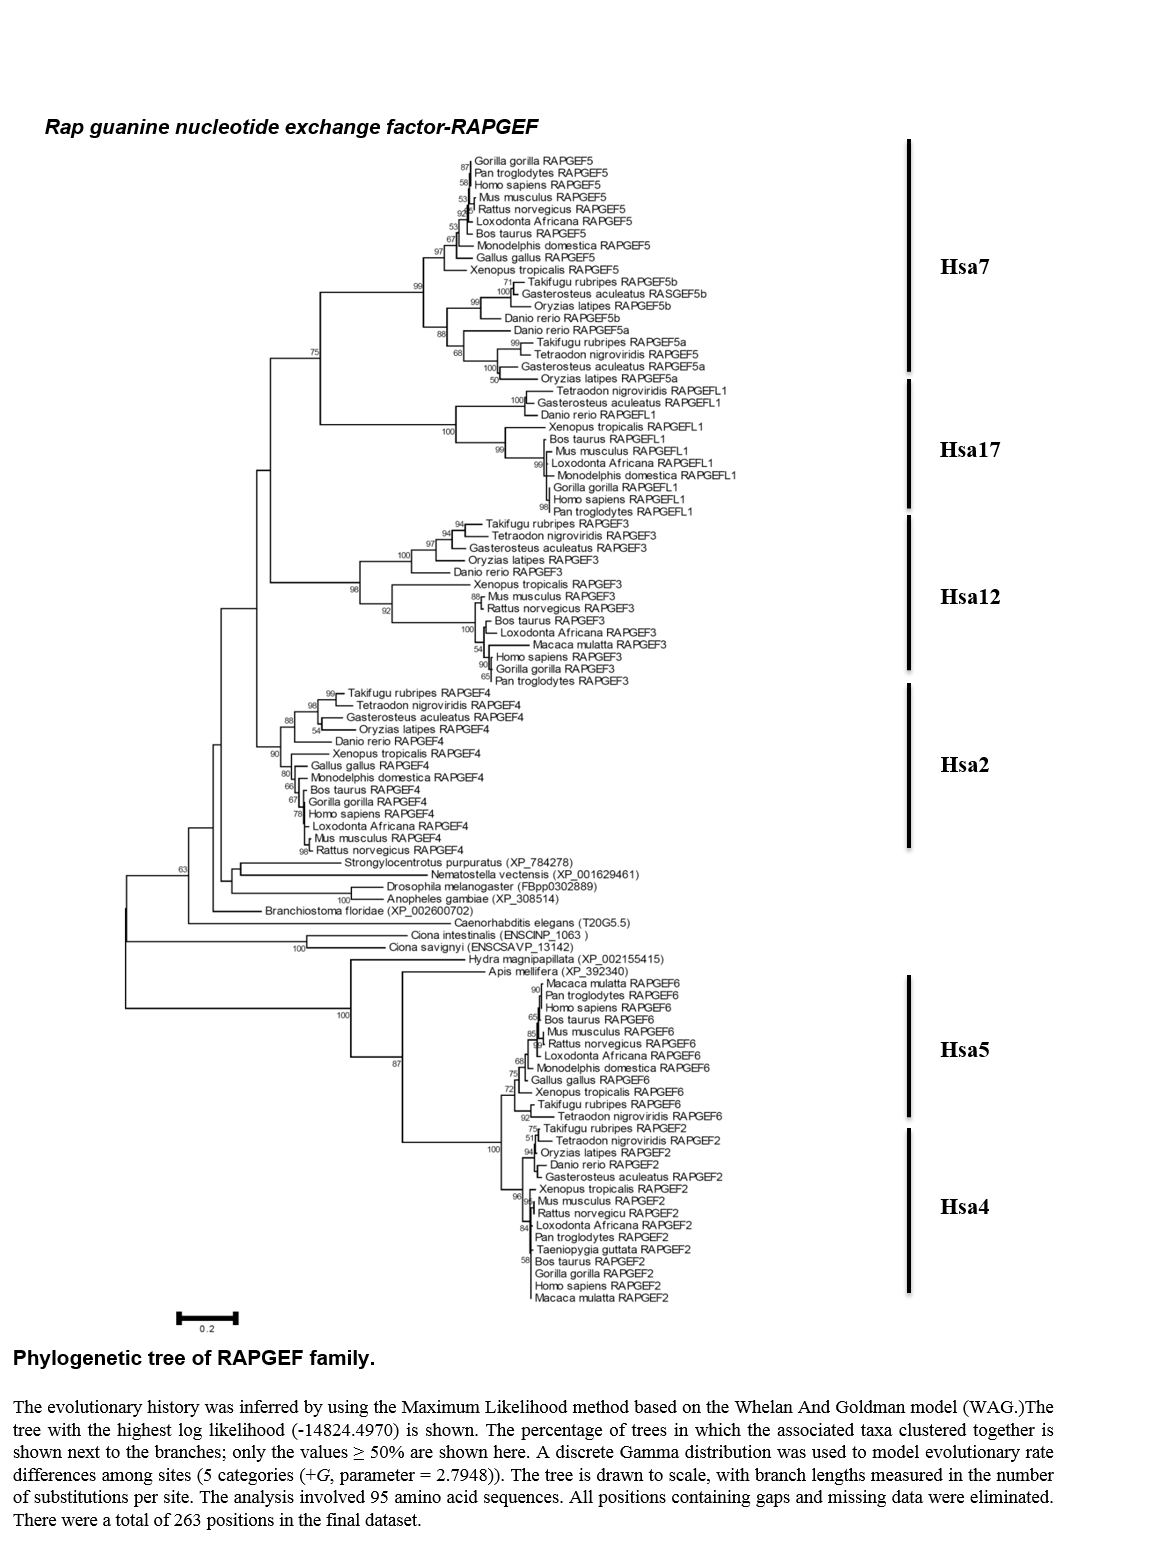 Rap guanine nucleotide exchange factor-RAPGEF
Gorilla gorilla RAPGEF5
87
Pan troglodytes RAPGEF5
58
Homo sapiens RAPGEF5
53
Mus musculus RAPGEF5
92
Rattus norvegicus RAPGEF5
Loxodonta Africana RAPGEF5
53
Bos taurus RAPGEF5
67
Monodelphis domestica RAPGEF5
97
Gallus gallus RAPGEF5
Xenopus tropicalis RAPGEF5
Hsa7
99
71
Takifugu rubripes RAPGEF5b
100
Gasterosteus aculeatus RASGEF5b
99
Oryzias latipes RAPGEF5b
Danio rerio RAPGEF5b
88
Danio rerio RAPGEF5a
99
Takifugu rubripes RAPGEF5a
75
68
Tetraodon nigroviridis RAPGEF5
100
Gasterosteus aculeatus RAPGEF5a
50
Oryzias latipes RAPGEF5a
Tetraodon nigroviridis RAPGEFL1
100
Gasterosteus aculeatus RAPGEFL1
Danio rerio RAPGEFL1
100
Xenopus tropicalis RAPGEFL1
Bos taurus RAPGEFL1
99
Mus musculus RAPGEFL1
Hsa17
99
Loxodonta Africana RAPGEFL1
Monodelphis domestica RAPGEFL1
Gorilla gorilla RAPGEFL1
Homo sapiens RAPGEFL1
98
Pan troglodytes RAPGEFL1
94
Takifugu rubripes RAPGEF3
94
Tetraodon nigroviridis RAPGEF3
97
Gasterosteus aculeatus RAPGEF3
100
Oryzias latipes RAPGEF3
Danio rerio RAPGEF3
98
Xenopus tropicalis RAPGEF3
88
Mus musculus RAPGEF3
Hsa12
92
Rattus norvegicus RAPGEF3
Bos taurus RAPGEF3
100
Loxodonta Africana RAPGEF3
54
Macaca mulatta RAPGEF3
90
Homo sapiens RAPGEF3
Gorilla gorilla RAPGEF3
65
Pan troglodytes RAPGEF3
99
Takifugu rubripes RAPGEF4
98
Tetraodon nigroviridis RAPGEF4
88
Gasterosteus aculeatus RAPGEF4
54
Oryzias latipes RAPGEF4
Danio rerio RAPGEF4
90
Xenopus tropicalis RAPGEF4
Gallus gallus RAPGEF4
Hsa2
80
Monodelphis domestica RAPGEF4
66
Bos taurus RAPGEF4
67
Gorilla gorilla RAPGEF4
78
Homo sapiens RAPGEF4
Loxodonta Africana RAPGEF4
Mus musculus RAPGEF4
98
Rattus norvegicus RAPGEF4
Strongylocentrotus purpuratus (XP_784278)
63
Nematostella vectensis (XP_001629461)
Drosophila melanogaster (FBpp0302889)
100
Anopheles gambiae (XP_308514)
Branchiostoma floridae (XP_002600702)
Caenorhabditis elegans (T20G5.5)
Ciona intestinalis (ENSCINP_1063 )
100
Ciona savignyi (ENSCSAVP_13142)
Hydra magnipapillata (XP_002155415)
Apis mellifera (XP_392340)
90
Macaca mulatta RAPGEF6
Pan troglodytes RAPGEF6
Homo sapiens RAPGEF6
100
65
Bos taurus RAPGEF6
85
Mus musculus RAPGEF6
99
Rattus norvegicus RAPGEF6
Hsa5
87
68
Loxodonta Africana RAPGEF6
Monodelphis domestica RAPGEF6
75
Gallus gallus RAPGEF6
72
Xenopus tropicalis RAPGEF6
Takifugu rubripes RAPGEF6
92
Tetraodon nigroviridis RAPGEF6
75
Takifugu rubripes RAPGEF2
51
Tetraodon nigroviridis RAPGEF2
100
94
Oryzias latipes RAPGEF2
Danio rerio RAPGEF2
Gasterosteus aculeatus RAPGEF2
96
Xenopus tropicalis RAPGEF2
Mus musculus RAPGEF2
Hsa4
Rattus norvegicu RAPGEF2
84
Loxodonta Africana RAPGEF2
Pan troglodytes RAPGEF2
Taeniopygia guttata RAPGEF2
58
Bos taurus RAPGEF2
Gorilla gorilla RAPGEF2
Homo sapiens RAPGEF2
Macaca mulatta RAPGEF2
0.2
Phylogenetic tree of RAPGEF family.
The evolutionary history was inferred by using the Maximum Likelihood method based on the Whelan And Goldman model (WAG.)The
tree with the highest log likelihood (-14824.4970) is shown. The percentage of trees in which the associated taxa clustered together is
shown next to the branches; only the values ≥ 50% are shown here. A discrete Gamma distribution was used to model evolutionary rate
differences among sites (5 categories (+G, parameter = 2.7948)). The tree is drawn to scale, with branch lengths measured in the number
of substitutions per site. The analysis involved 95 amino acid sequences. All positions containing gaps and missing data were eliminated.
There were a total of 263 positions in the final dataset.